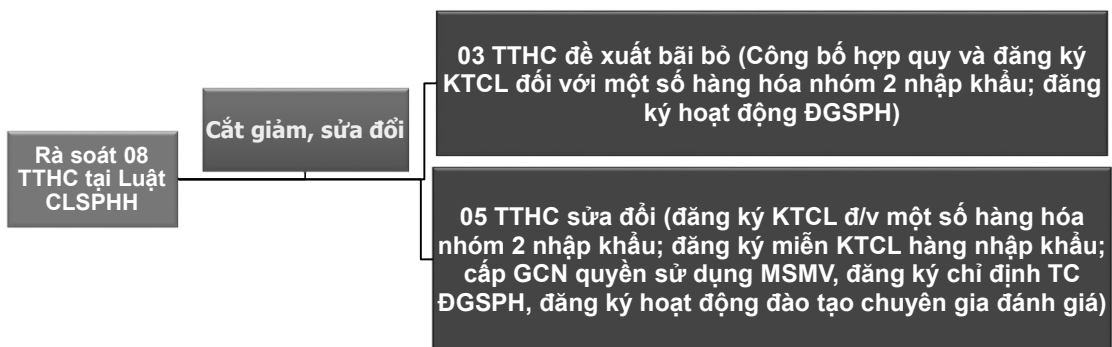 Rà soát 08
TTHC tại Luật
CLSPHH
Cắt giảm, sửa đổi
03 TTHC đề xuất bãi bỏ (Công bố hợp quy và đăng ký
KTCL đối với một số hàng hóa nhóm 2 nhập khẩu; đăng
ký hoạt động ĐGSPH)
05 TTHC sửa đổi (đăng ký KTCL đ/v một số hàng hóa
nhóm 2 nhập khẩu; đăng ký miễn KTCL hàng nhập khẩu;
cấp GCN quyền sử dụng MSMV, đăng ký chỉ định TC
ĐGSPH, đăng ký hoạt động đào tạo chuyên gia đánh giá)